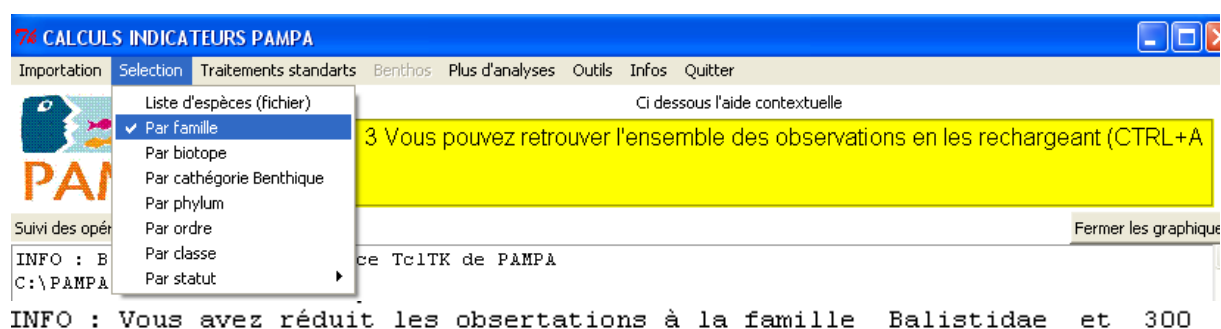 74 CALCULS INDICATEURS PAMPA
Importation Selection Traitements standarts Benthos Plus d'analyses Outils Infos Quitter
Liste d'espèces (fichier)
Ci dessous l'aide contextuelle
Par famille
3 Vous pouvez retrouver l'ensemble des observations en les rechargeant (CTRL+A
Par biotope
Par cathégorie Benthique
PA
Par phylum
Suivi des opér
Par ordre
Fermer les graphique
INFO : B
Par classe
ce TclTK de PAMPA
C:\PAMPA
Par statut
INFO : Vous avez réduit les obsertations à la famille Balistidae et 300